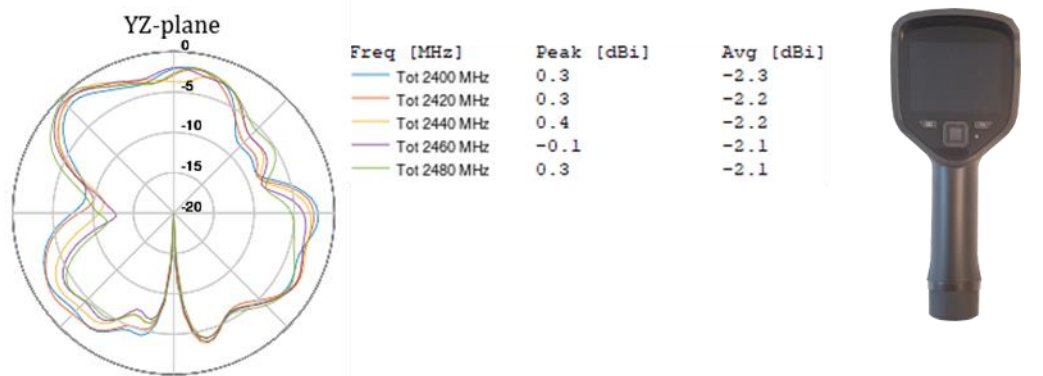 YZ-plane
0
-5
-10
-15
-20
Freq [MHz] Peak [dBi] Avg [dBi]
Tot 2400 MHz 0.3 -2.3
Tot 2420 MHz 0.3 -2.2
Tot 2440 MHz 0.4 -2.2
Tot 2460 MHz -0.1 -2.1
Tot 2480 MHz 0.3 -2.1